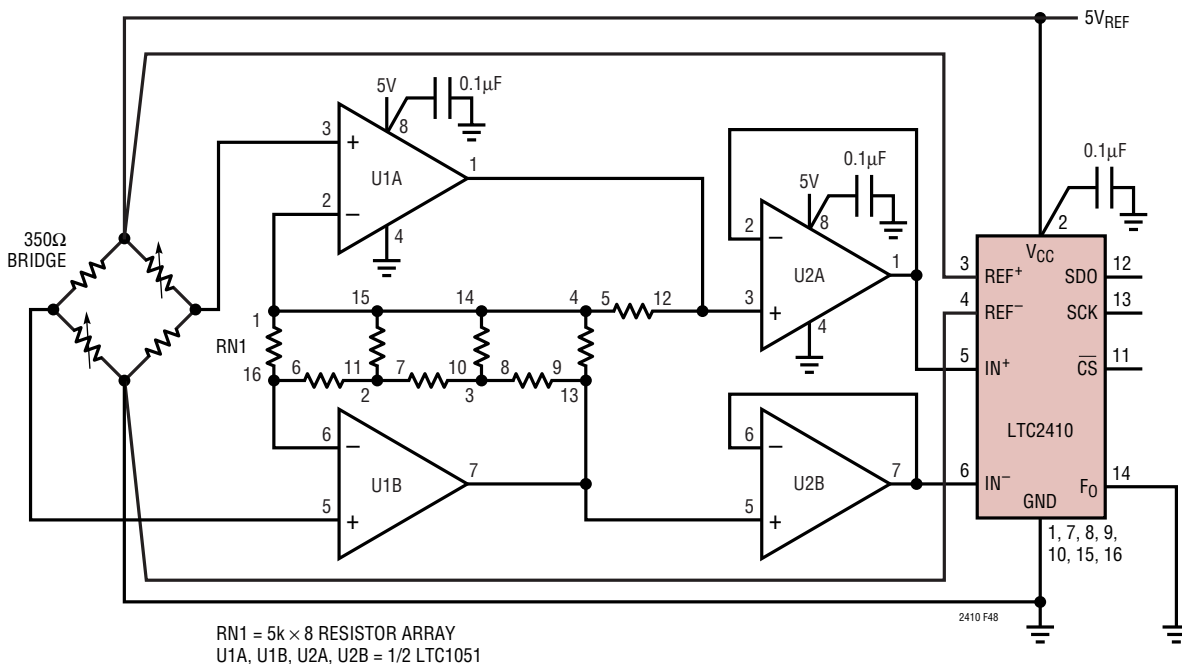 5VREF
5V
0.1µF
8
3
+
U1A
1
2
−
4
0.1µF
5V
8
2
−
U2A
1
3
+
4
0.1µF
2
VCC
350Ω
BRIDGE
3
REF+
SDO
12
4
REF−
SCK
13
5
IN+
CS
11
LTC2410
6
IN−
FO
14
GND
1, 7, 8, 9,
10, 15, 16
1
15
14
4
5
12
RN1
16
6
11
7
10
8
9
2
3
13
6
−
U1B
7
5
+
6
−
U2B
7
5
+
2410 F48
RN1 = 5k × 8 RESISTOR ARRAY
U1A, U1B, U2A, U2B = 1/2 LTC1051